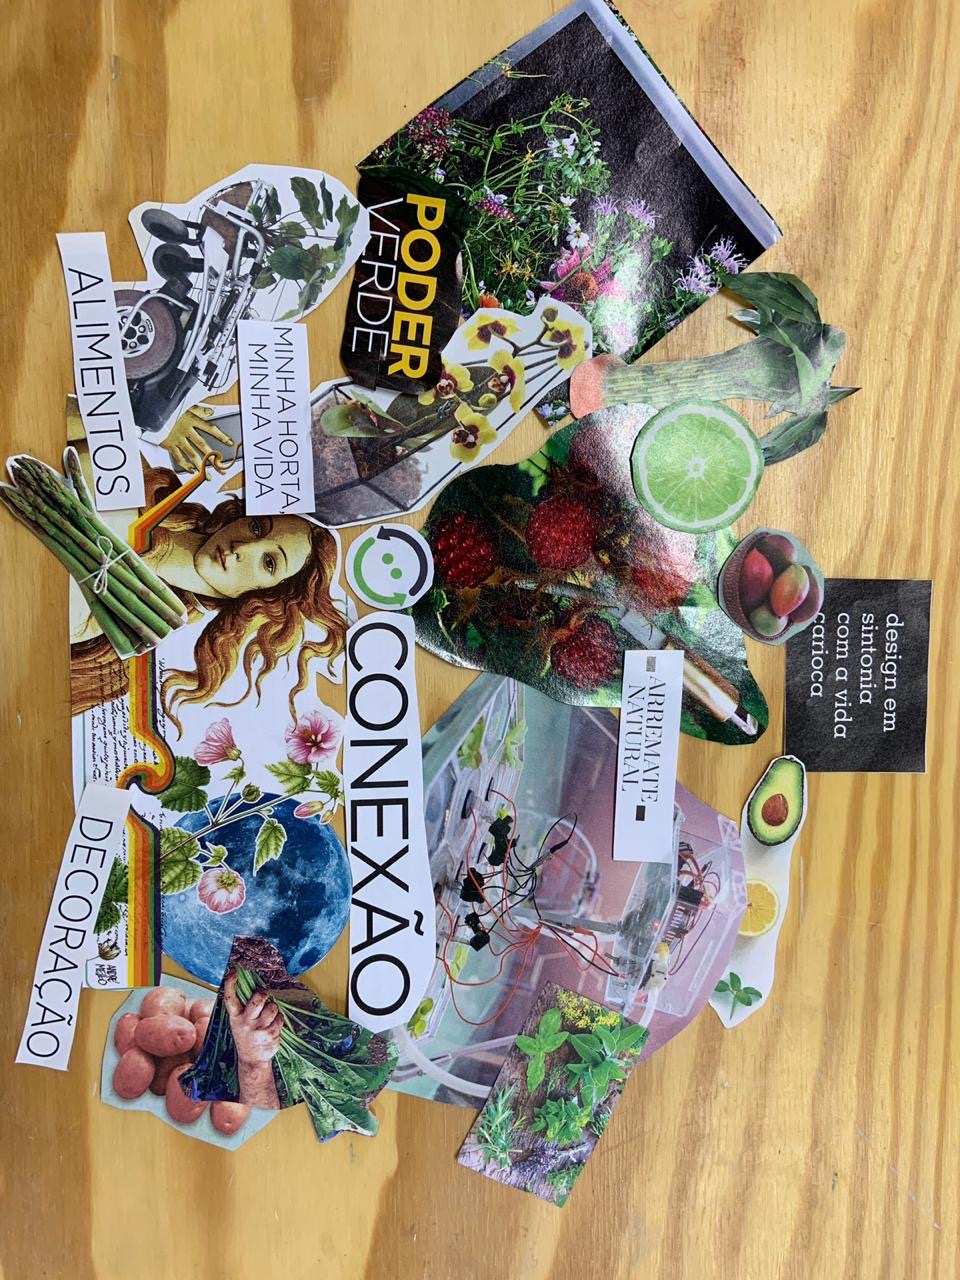 design em
sintonia
com a vida
carioca
ARREMATE
NATURAL
PODER
VERDE
CONEXÃO
MINHA HORTA,
MINHA VIDA
ALIMENTOS
DECORAÇÃO